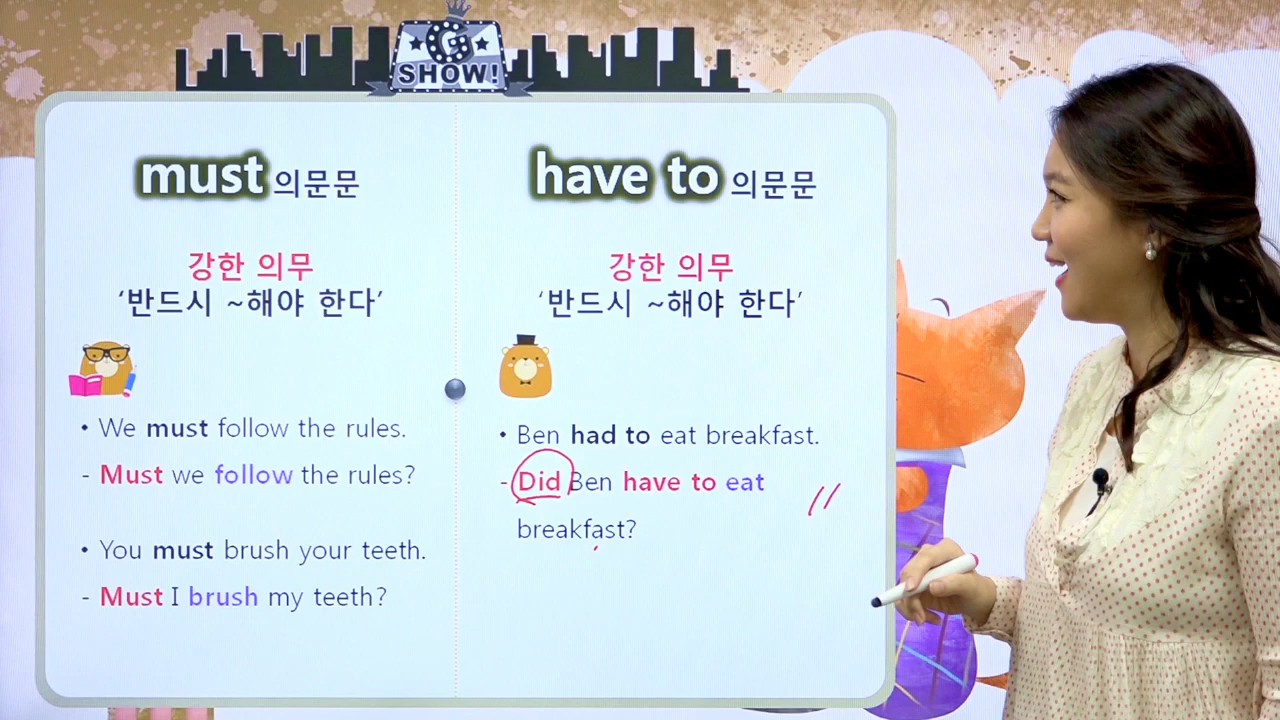 G
SHOW!
must 의문문
강한 의무
‘반드시 ~해야 한다’
• We must follow the rules.
- Must we follow the rules?
• You must brush your teeth.
- Must I brush my teeth?
have to 의문문
강한 의무
‘반드시 ~해야 한다’
• Ben had to eat breakfast.
- Did Ben have to eat
breakfast?